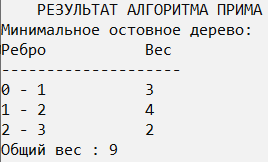 РЕЗУЛЬТАТ АЛГОРИТМА ПРИМА
Минимальное остовное дерево:
Ребро Вес
--------------------
0 - 1 3
1 - 2 4
2 - 3 2
Общий вес : 9